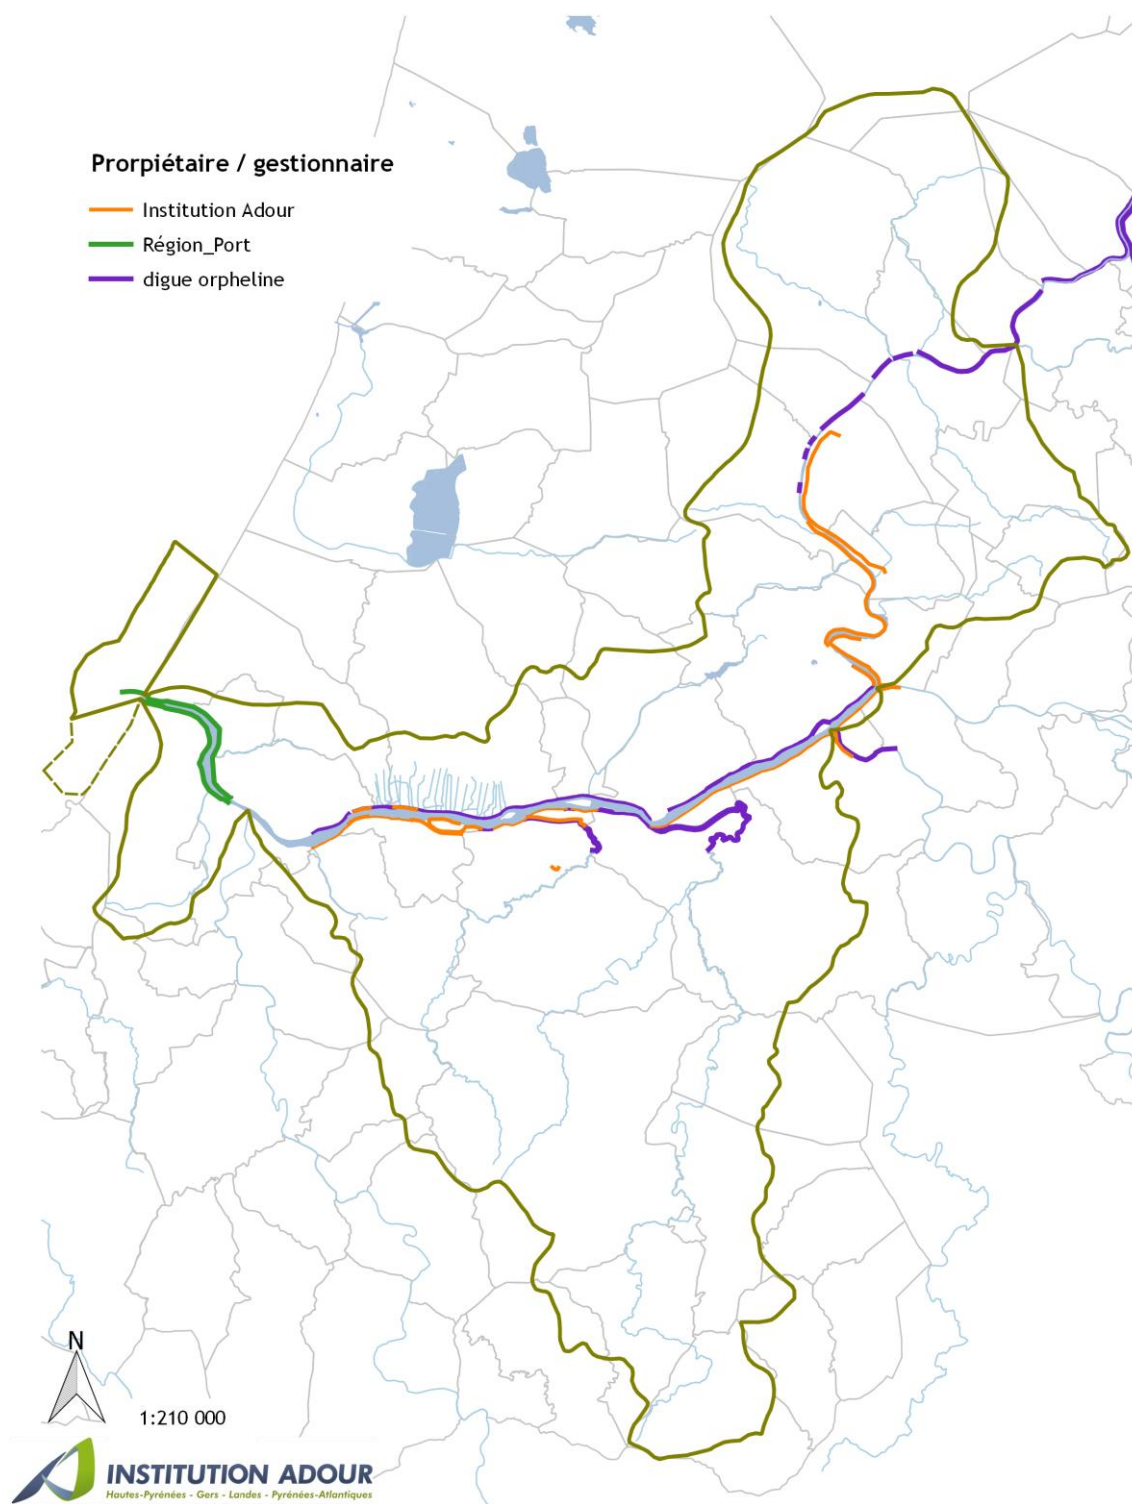 Prorpiétaire / gestionnaire
Institution Adour
Région_Port
digue orpheline
N
1:210 000
INSTITUTION ADOUR
Hautes-Pyrénées - Gers - Landes - Pyrénées-Atlantiques